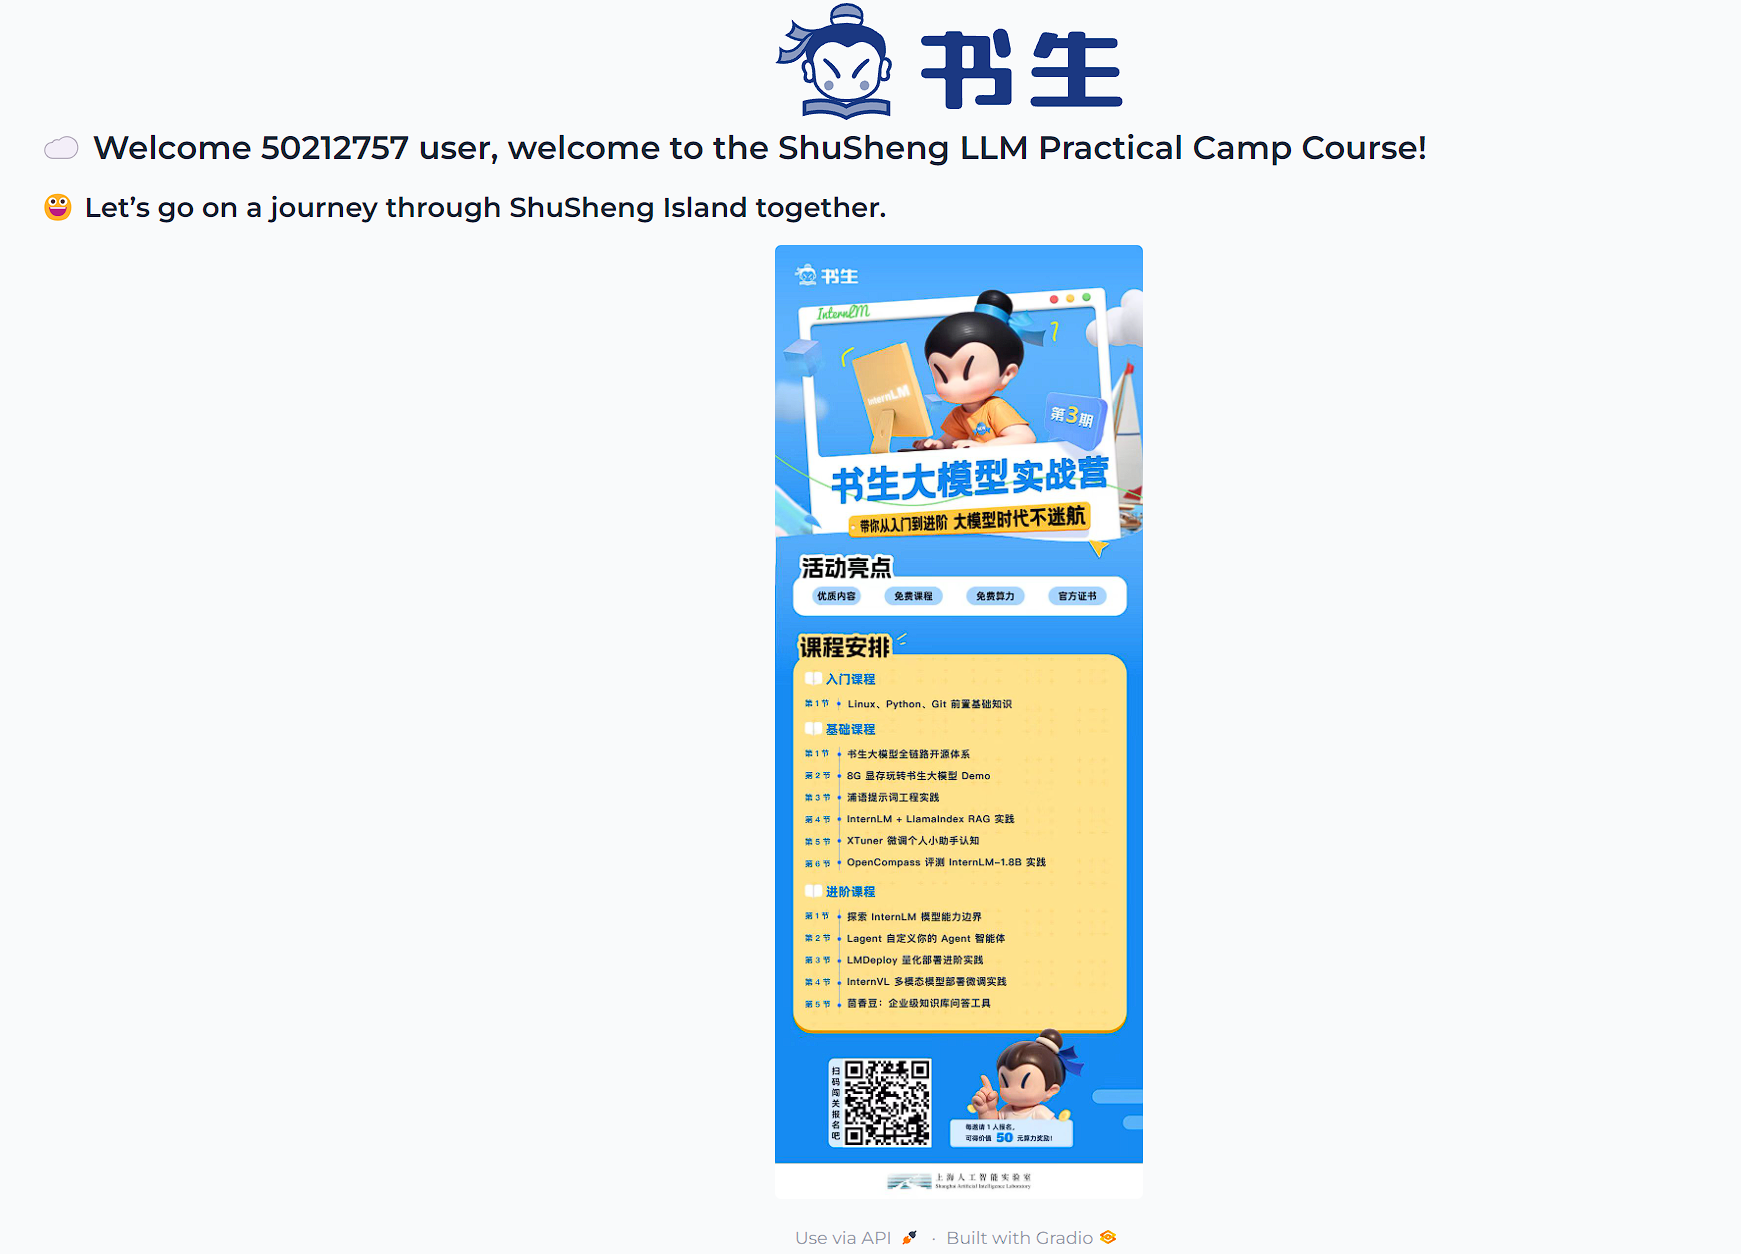 书生
Welcome 50212757 user, welcome to the ShuSheng LLM Practical Camp Course!
Let's go on a journey through ShuSheng Island together.
书生
InternLM
InternLM
第3期
书生大模型实战营
带你从入门到进阶 大模型时代不迷航
活动亮点
优质内容 免费课程 免费算力 官方证书
课程安排
入门课程
第1节 Linux、Python、Git 前置基础知识
基础课程
第1节 书生大模型全链路开源体系
第2节 8G 显存玩转书生大模型 Demo
第3节 浦语提示词工程实践
第4节 InternLM + LlamaIndex RAG 实践
第5节 XTuner 微调个人小助手认知
第6节 OpenCompass 评测 InternLM-1.8B 实践
进阶课程
第1节 探索 InternLM 模型能力边界
第2节 Lagent 自定义你的 Agent 智能体
第3节 LMDeploy 量化部署进阶实践
第4节 InternVL 多模态模型部署微调实践
第5节 茴香豆：企业级知识库问答工具
扫码闯关报名吧
每邀请1人报名，
可得价值 50 元算力奖励！
上海人工智能实验室
Shanghai Artificial Intelligence Laboratory
Use via API · Built with Gradio